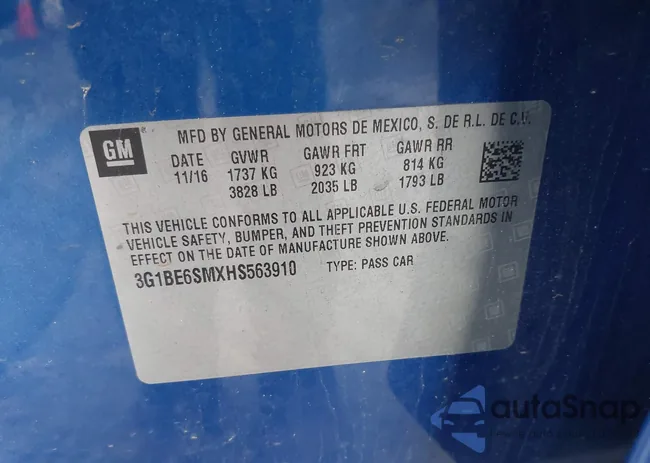 GM
MFD BY GENERAL MOTORS DE MEXICO, S. DE R.L. DE C.V.
DATE GVWR GAWR FRT GAWR RR
11/16 1737 KG 923 KG 814 KG
3828 LB 2035 LB 1793 LB
THIS VEHICLE CONFORMS TO ALL APPLICABLE U.S. FEDERAL MOTOR
VEHICLE SAFETY, BUMPER, AND THEFT PREVENTION STANDARDS IN
EFFECT ON THE DATE OF MANUFACTURE SHOWN ABOVE.
3G1BE6SMXHS563910 TYPE: PASS CAR
autoSnap